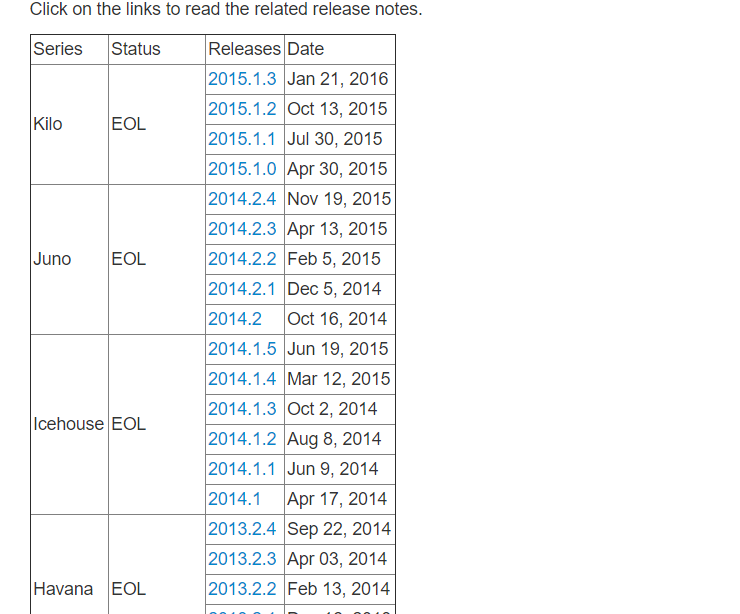 Click on the links to read the related release notes.
Series Status Releases Date
Kilo EOL 2015.1.3 Jan 21, 2016
2015.1.2 Oct 13, 2015
2015.1.1 Jul 30, 2015
2015.1.0 Apr 30, 2015
Juno EOL 2014.2.4 Nov 19, 2015
2014.2.3 Apr 13, 2015
2014.2.2 Feb 5, 2015
2014.2.1 Dec 5, 2014
2014.2 Oct 16, 2014
Icehouse EOL 2014.1.5 Jun 19, 2015
2014.1.4 Mar 12, 2015
2014.1.3 Oct 2, 2014
2014.1.2 Aug 8, 2014
2014.1.1 Jun 9, 2014
2014.1 Apr 17, 2014
Havana EOL 2013.2.4 Sep 22, 2014
2013.2.3 Apr 03, 2014
2013.2.2 Feb 13, 2014